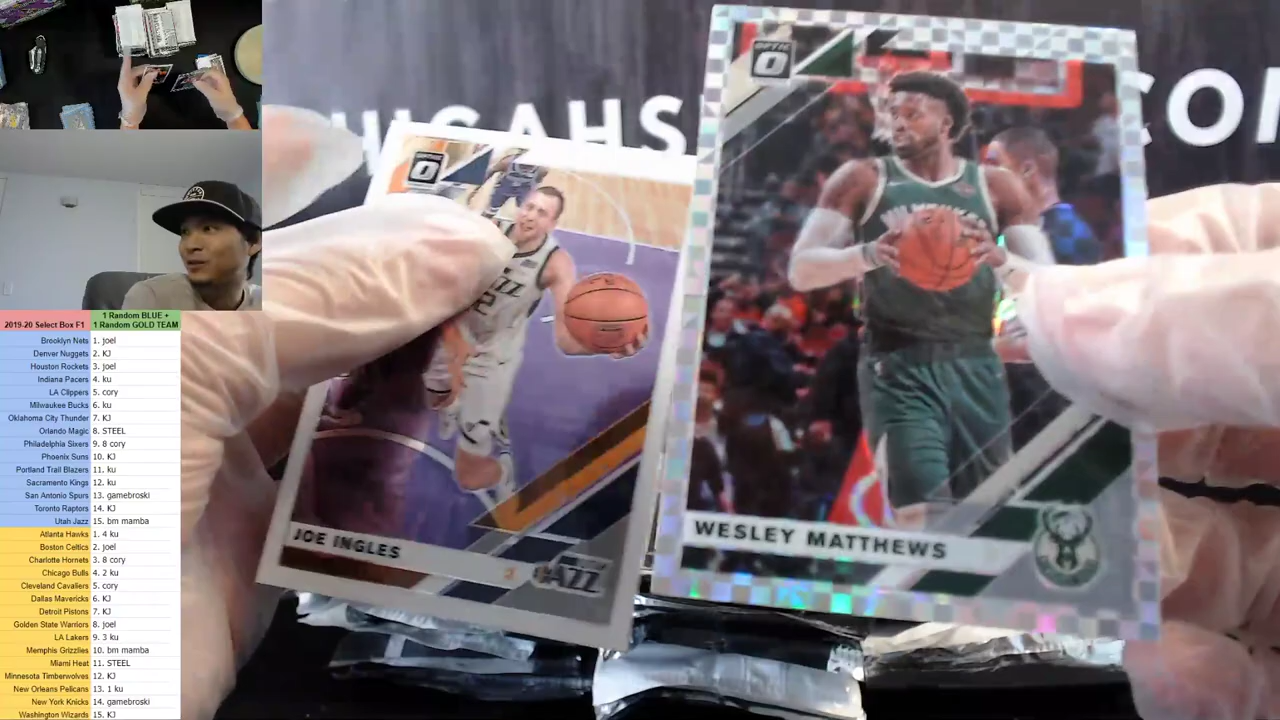 HICAHS COM
OPTIC
OPTIC
MILWAUKEE
JAZZ
2
JOE INGLES
JAZZ
WESLEY MATTHEWS
2019-20 Select Box F1
1 Random BLUE +
1 Random GOLD TEAM
Brooklyn Nets 1. joel
Denver Nuggets 2. KJ
Houston Rockets 3. joel
Indiana Pacers 4. ku
LA Clippers 5. cory
Milwaukee Bucks 6. ku
Oklahoma City Thunder 7. KJ
Orlando Magic 8. STEEL
Philadelphia Sixers 9. 8 cory
Phoenix Suns 10. KJ
Portland Trail Blazers 11. ku
Sacramento Kings 12. ku
San Antonio Spurs 13. gamebroski
Toronto Raptors 14. KJ
Utah Jazz 15. bm mamba
Atlanta Hawks 1. 4 ku
Boston Celtics 2. joel
Charlotte Hornets 3. 8 cory
Chicago Bulls 4. 2 ku
Cleveland Cavaliers 5. cory
Dallas Mavericks 6. KJ
Detroit Pistons 7. KJ
Golden State Warriors 8. joel
LA Lakers 9. 3 ku
Memphis Grizzlies 10. bm mamba
Miami Heat 11. STEEL
Minnesota Timberwolves 12. KJ
New Orleans Pelicans 13. 1 ku
New York Knicks 14. gamebroski
Washington Wizards 15. KJ